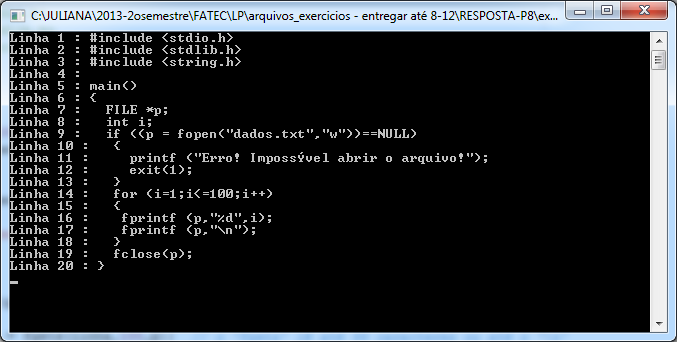 C:\JULIANA\2013-2osemestre\FATEC\LP\arquivos_exercicios - entregar até 8-12\RESPOSTA-P8\ex...
Linha 1 : #include <stdio.h>
Linha 2 : #include <stdlib.h>
Linha 3 : #include <string.h>
Linha 4 :
Linha 5 : main()
Linha 6 : {
Linha 7 :   FILE *p;
Linha 8 :   int i;
Linha 9 :   if ((p = fopen("dados.txt","w"))==NULL)
Linha 10 :   {
Linha 11 :     printf ("Erro! Impossývel abrir o arquivo!");
Linha 12 :     exit(1);
Linha 13 :   }
Linha 14 :   for (i=1;i<=100;i++)
Linha 15 :   {
Linha 16 :    fprintf (p,"%d",i);
Linha 17 :    fprintf (p,"\n");
Linha 18 :   }
Linha 19 :   fclose(p);
Linha 20 : }